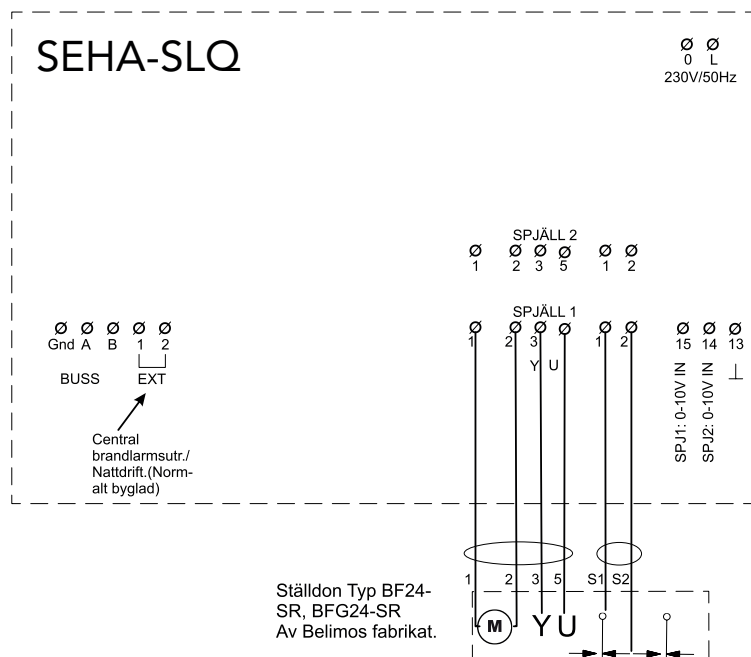 SEHA-SLQ
0 L
230V/50Hz
SPJÄLL 2
1 2 3 5 1 2
SPJÄLL 1
1 2 3 1 2
Y U
Gnd A B 1 2
BUSS EXT
15 14 13
SPJ1: 0-10V IN
SPJ2: 0-10V IN
Central
brandlarmsutr./
Nattdrift.(Norm-
alt byglad)
1 2 3 5 S1 S2
Ställdon Typ BF24-
SR, BFG24-SR
Av Belimos fabrikat.
M Y U